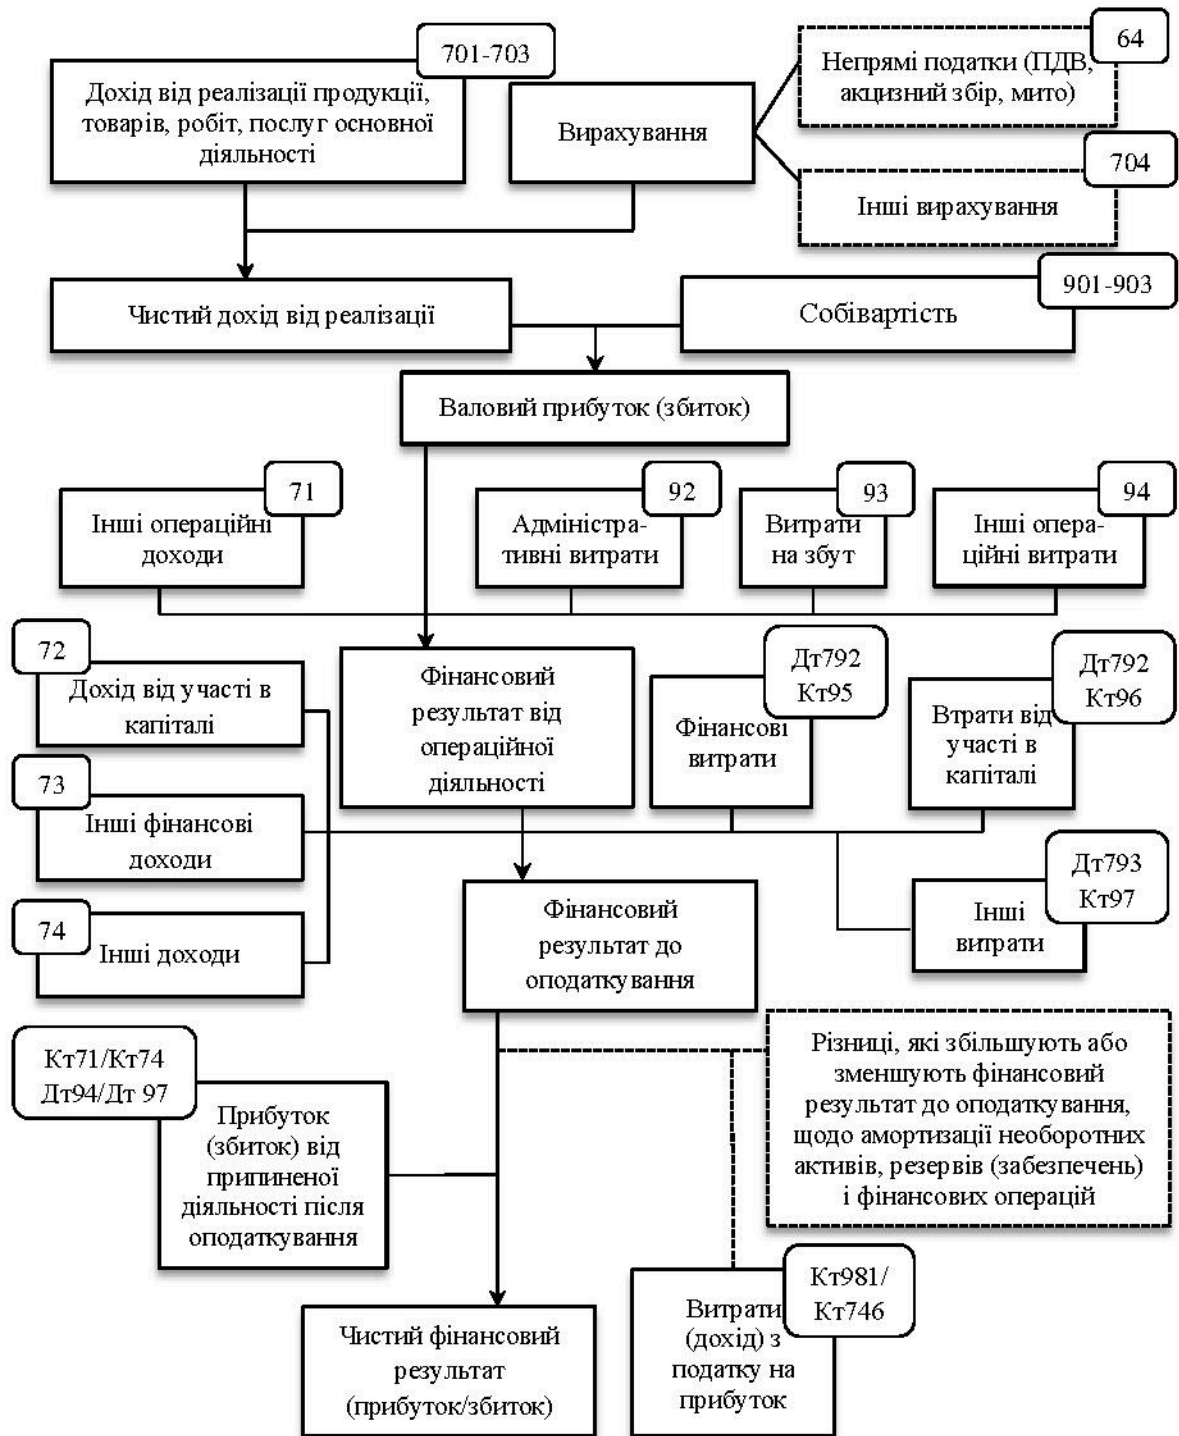 701-703
Дохід від реалізації продукції,
товарів, робіт, послуг основної
діяльності
Вирахування
64
Непрямі податки (ПДВ,
акцизний збір, мито)
704
Інші вирахування
Чистий дохід від реалізації
901-903
Собівартість
Валовий прибуток (збиток)
71
Інші операційні
доходи
92
Адміністра-
тивні витрати
93
Витрати
на збут
94
Інші опера-
ційні витрати
72
Дохід від участі в
капіталі
Фінансовий
результат від
операційної
діяльності
Дт792
Кт95
Фінансові
витрати
Дт792
Кт96
Втрати від
участі в
капіталі
73
Інші фінансові
доходи
74
Інші доходи
Фінансовий
результат до
оподаткування
Дт793
Кт97
Інші
витрати
Кт71/Кт74
Дт94/Дт 97
Прибуток
(збиток) від
припиненої
діяльності після
оподаткування
Різниці, які збільшують або
зменшують фінансовий
результат до оподаткування,
щодо амортизації необоротних
активів, резервів (забезпечень)
і фінансових операцій
Чистий фінансовий
результат
(прибуток/збиток)
Кт981/
Кт746
Витрати
(дохід) з
податку на
прибуток